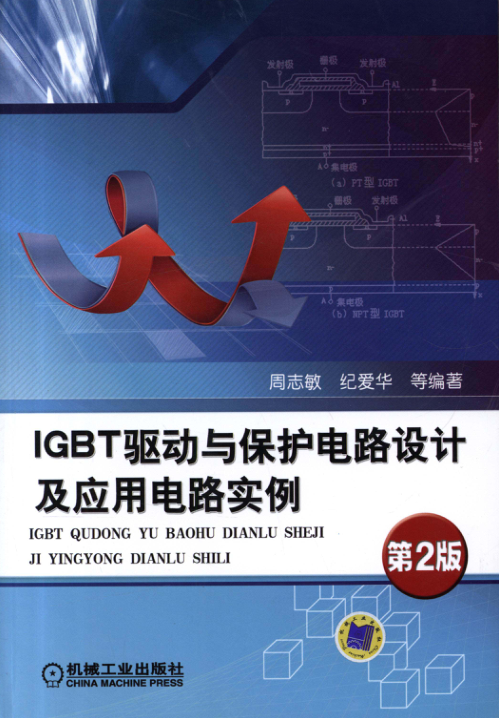 发射极 栅极 发射极
Al
P P
n-
A 集电极
(a) PT型 IGBT
栅极 发射极
Al
A 集电极
(b) NPT型 IGBT
周志敏 纪爱华 等编著
IGBT驱动与保护电路设计
及应用电路实例
IGBT QUDONG YU BAOHU DIANLU SHEJI
JI YINGYONG DIANLU SHILI
第2版
机械工业出版社
CHINA MACHINE PRESS